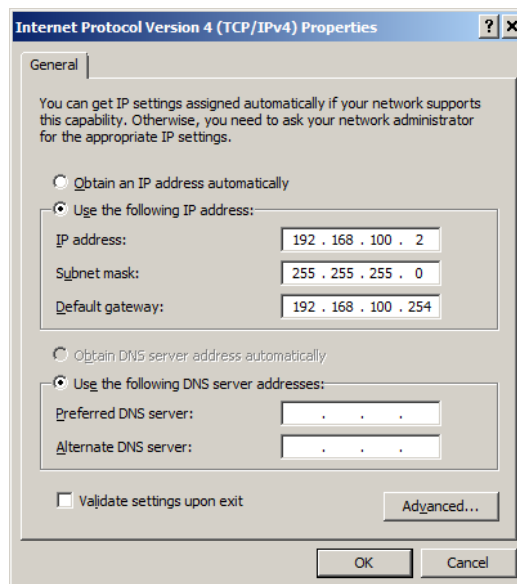 Internet Protocol Version 4 (TCP/IPv4) Properties ? X
General
You can get IP settings assigned automatically if your network supports
this capability. Otherwise, you need to ask your network administrator
for the appropriate IP settings.
Obtain an IP address automatically
Use the following IP address:
IP address: 192 . 168 . 100 . 2
Subnet mask: 255 . 255 . 255 . 0
Default gateway: 192 . 168 . 100 . 254
Obtain DNS server address automatically
Use the following DNS server addresses:
Preferred DNS server: . . .
Alternate DNS server: . . .
Validate settings upon exit
Advanced...
OK Cancel